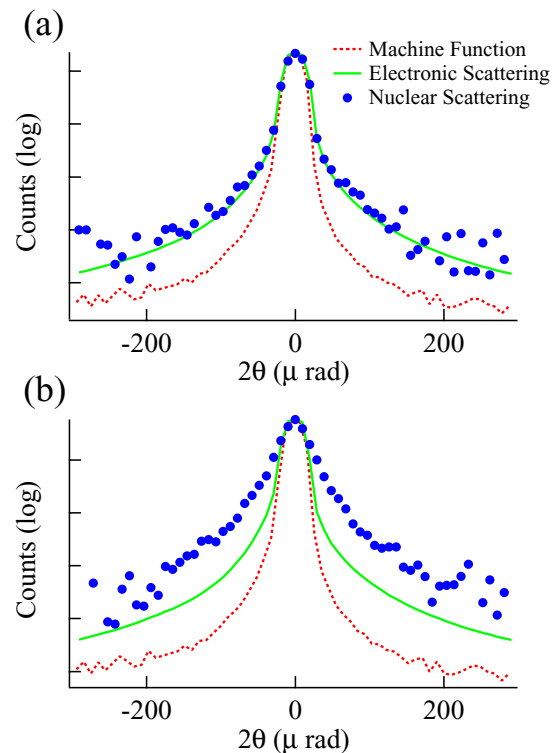 (a)
Machine Function
Electronic Scattering
Nuclear Scattering
Counts (log)
-200 0 200
2θ (μ rad)
(b)
Counts (log)
-200 0 200
2θ (μ rad)